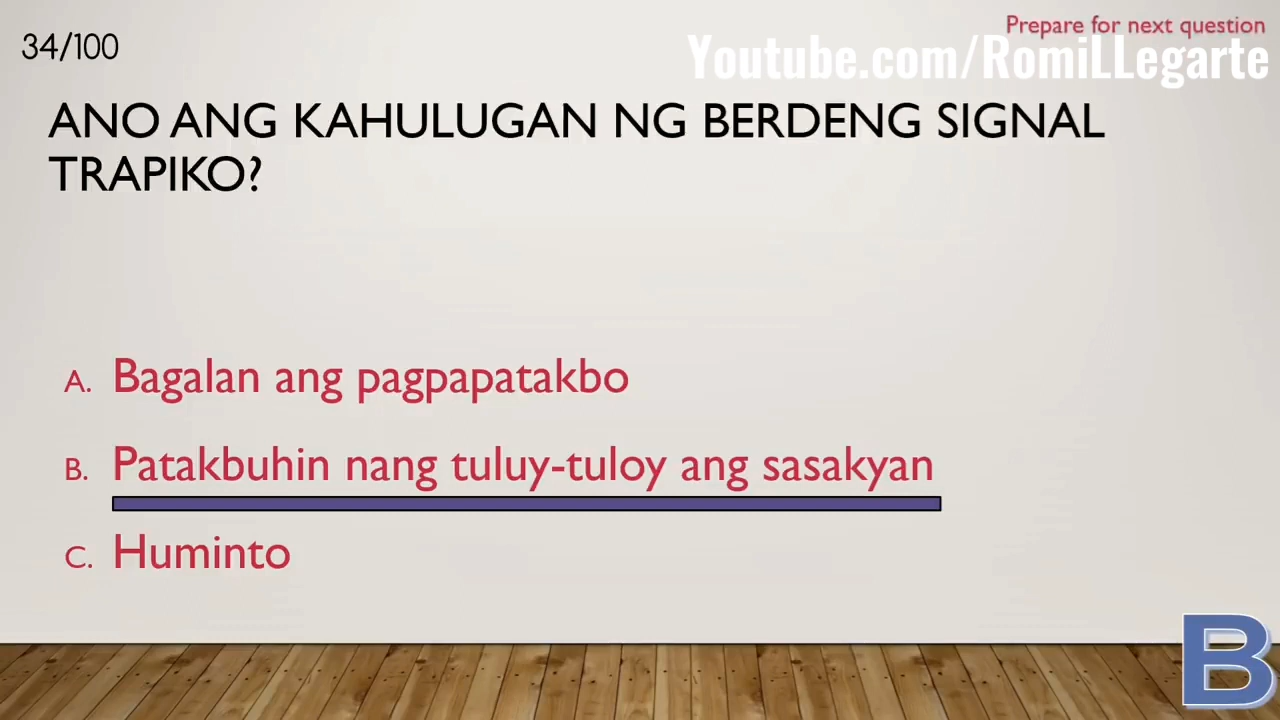 34/100
Prepare for next question
Youtube.com/RomiLLegarte
ANO ANG KAHULUGAN NG BERDENG SIGNAL
TRAPIKO?
A. Bagalan ang pagpapatakbo
B. Patakbuhin nang tuluy-tuloy ang sasakyan
C. Huminto
B